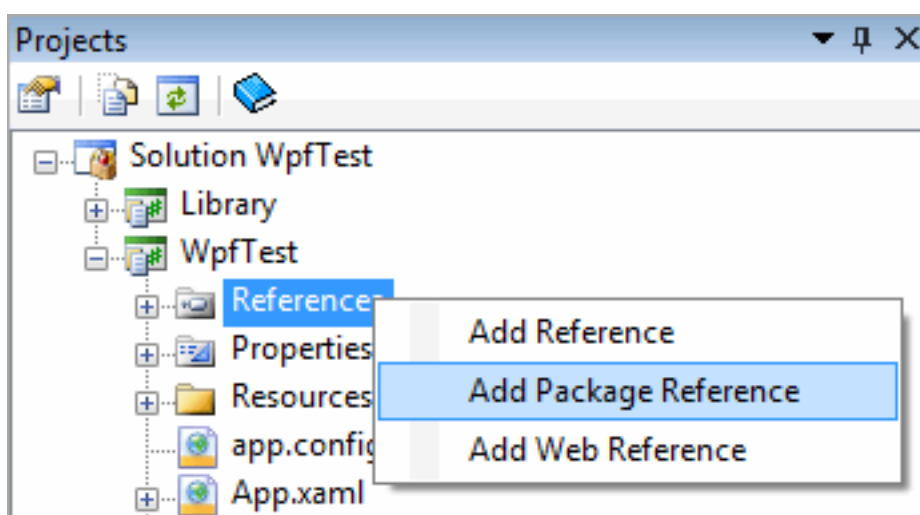 Projects
Solution WpfTest
Library
WpfTest
References
Add Reference
Properties
Add Package Reference
Resources
app.config
Add Web Reference
App.xaml